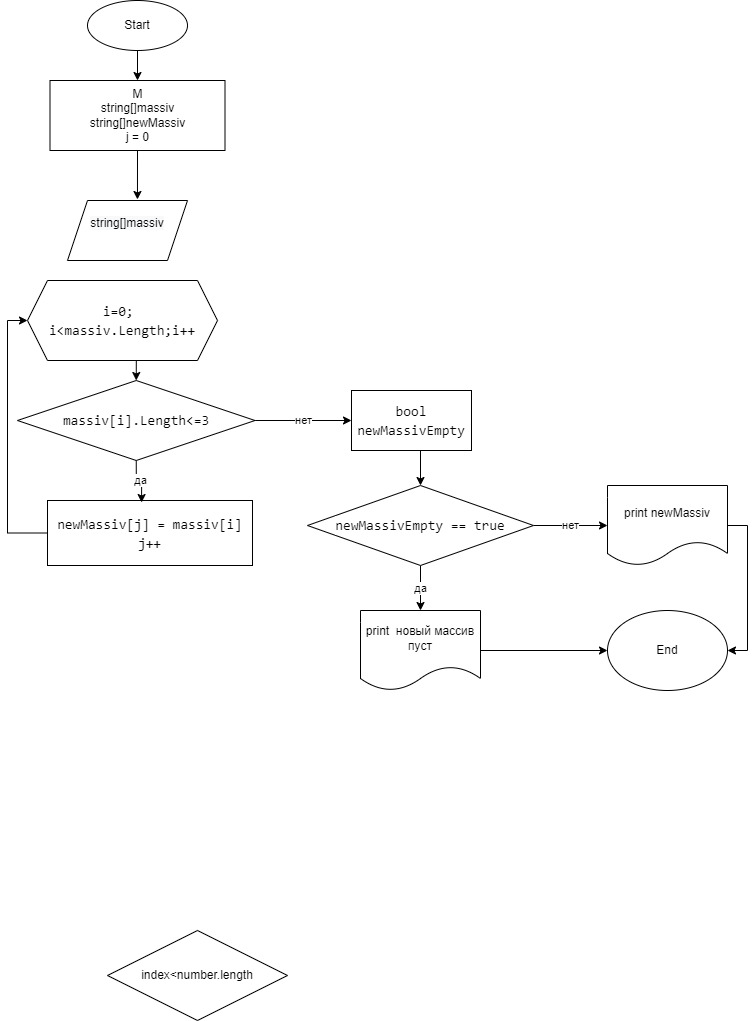 Start
M
string[]massiv
string[]newMassiv
j = 0
string[]massiv
i=0;
i<massiv.Length;i++
massiv[i].Length<=3
нет
bool
newMassivEmpty
да
newMassiv[j] = massiv[i]
j++
newMassivEmpty == true
нет
print newMassiv
да
print новый массив
пуст
End
index<number.length